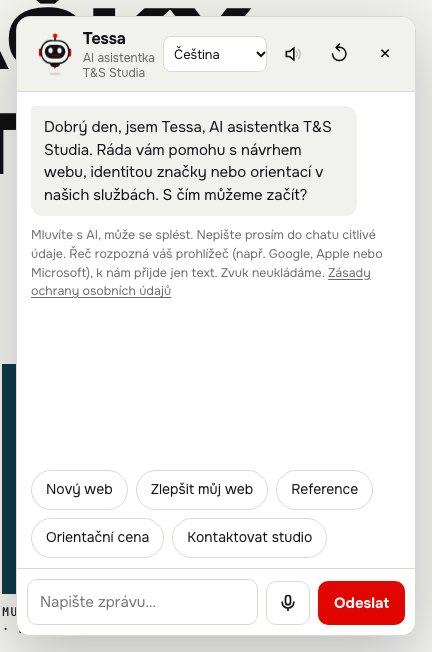 Tessa
AI asistentka
T&S Studia
Čeština
Dobrý den, jsem Tessa, AI asistentka T&S
Studia. Ráda vám pomohu s návrhem
webu, identitou značky nebo orientací v
našich službách. S čím můžeme začít?
Mluvíte s AI, může se splést. Nepište prosím do chatu citlivé
údaje. Řeč rozpozná váš prohlížeč (např. Google, Apple nebo
Microsoft), k nám přijde jen text. Zvuk neukládáme. Zásady
ochrany osobních údajů
Nový web
Zlepšit můj web
Reference
Orientační cena
Kontaktovat studio
Napište zprávu…
Odeslat